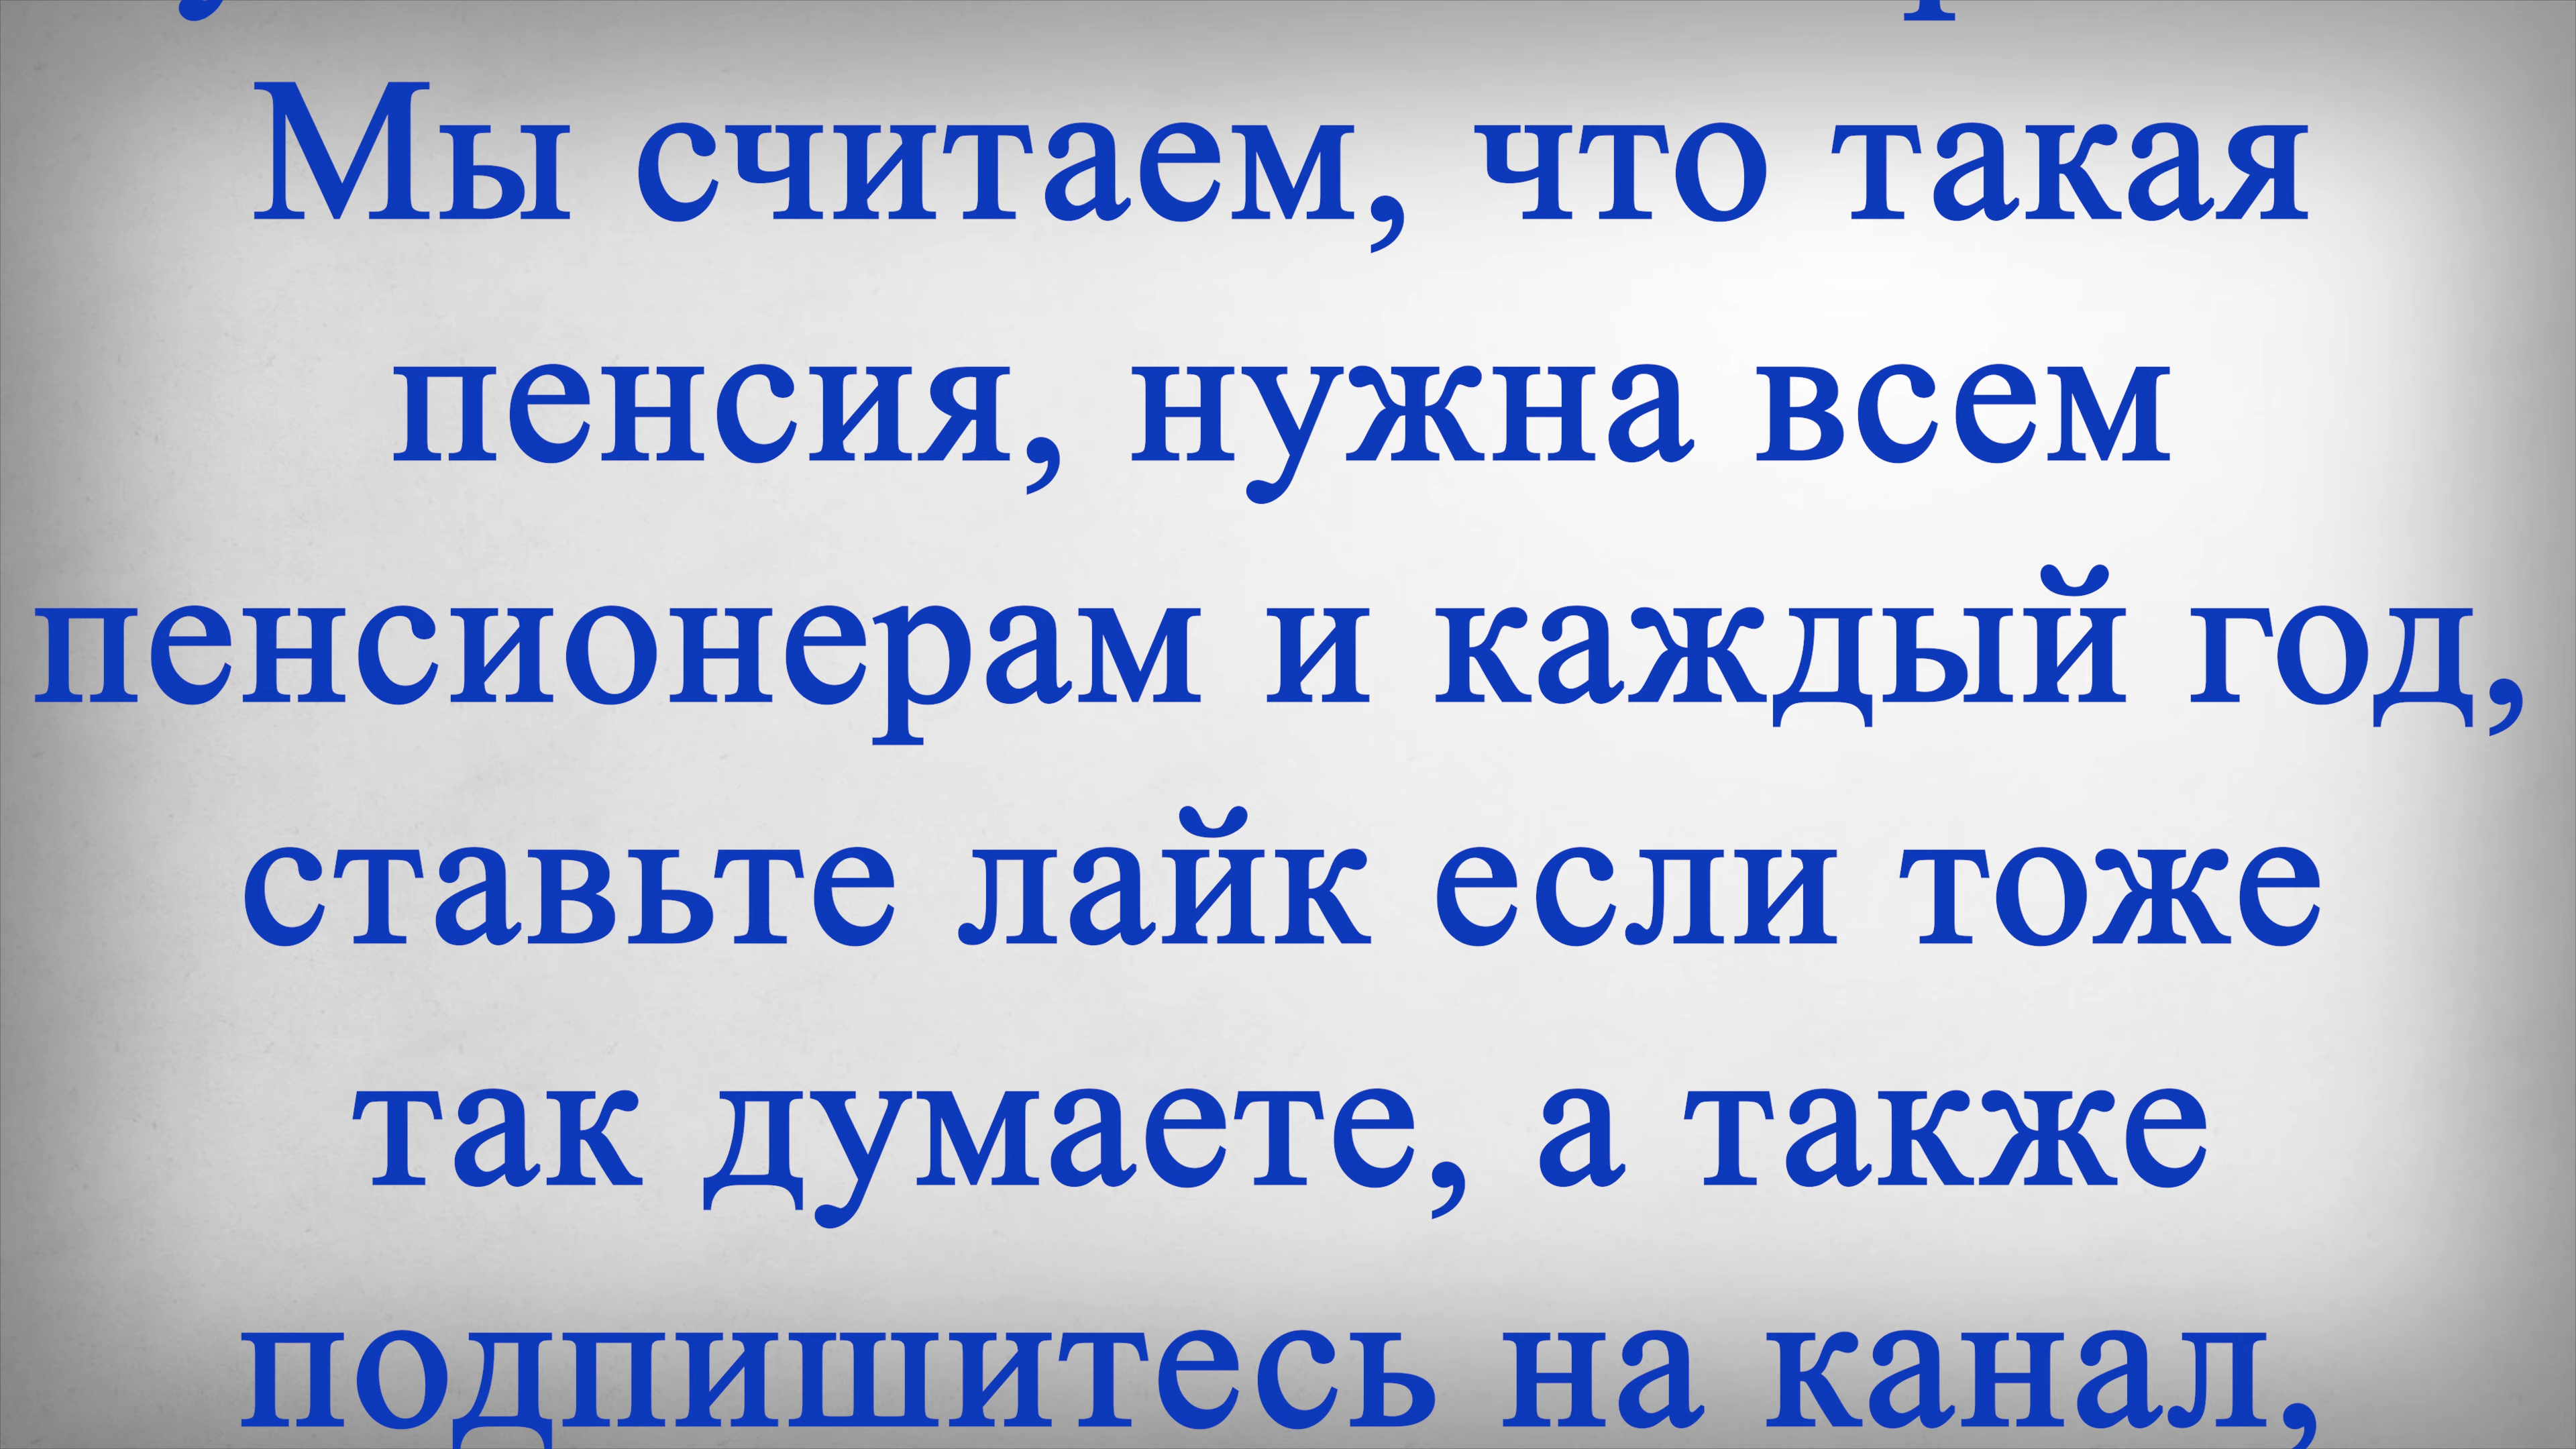 Мы считаем, что такая
пенсия, нужна всем
пенсионерам и каждый год,
ставьте лайк если тоже
так думаете, а также
подпишитесь на канал,